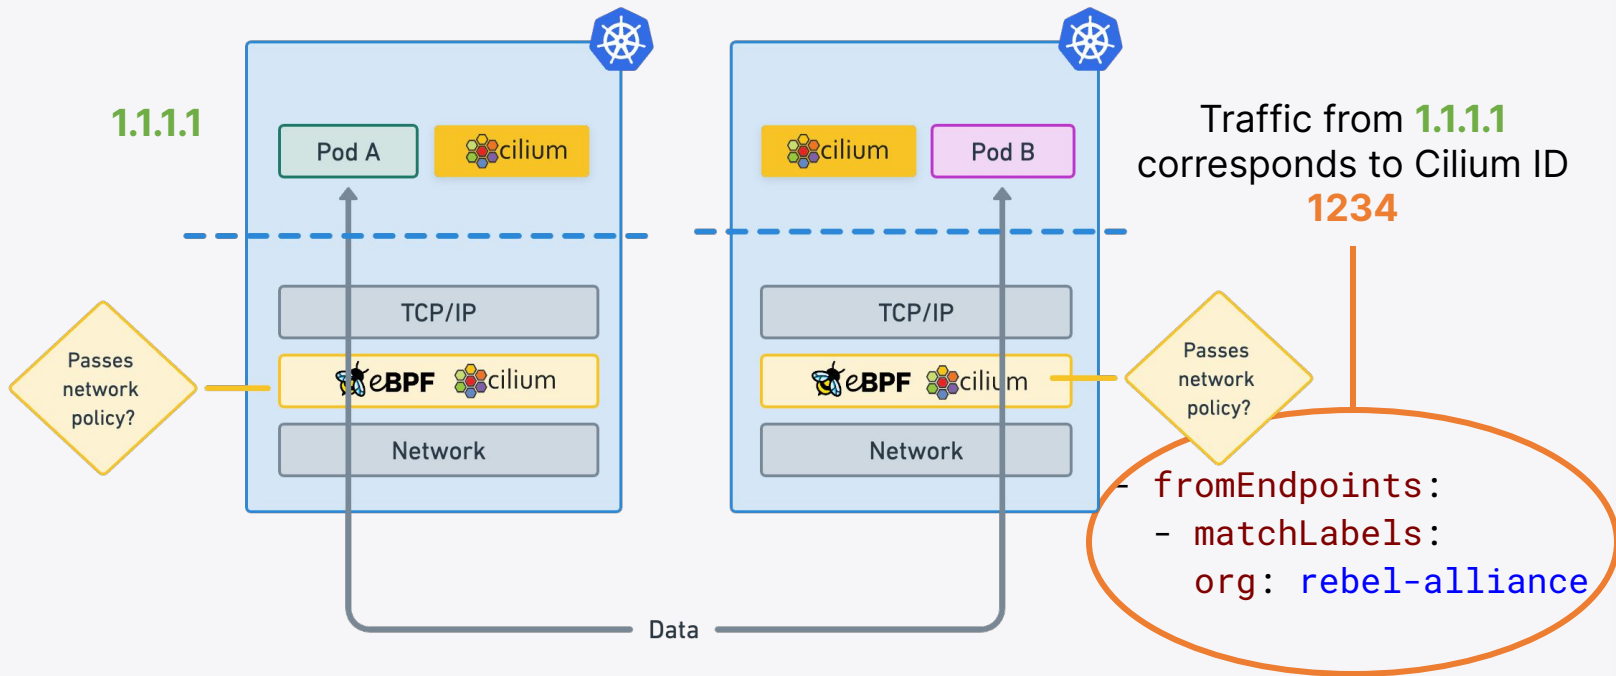 1.1.1.1
Pod A
cilium
cilium
Pod B
Traffic from 1.1.1.1
corresponds to Cilium ID
1234
TCP/IP
TCP/IP
Passes
network
policy?
eBPF cilium
eBPF cilium
Passes
network
policy?
Network
Network
- fromEndpoints:
- matchLabels:
org: rebel-alliance
Data